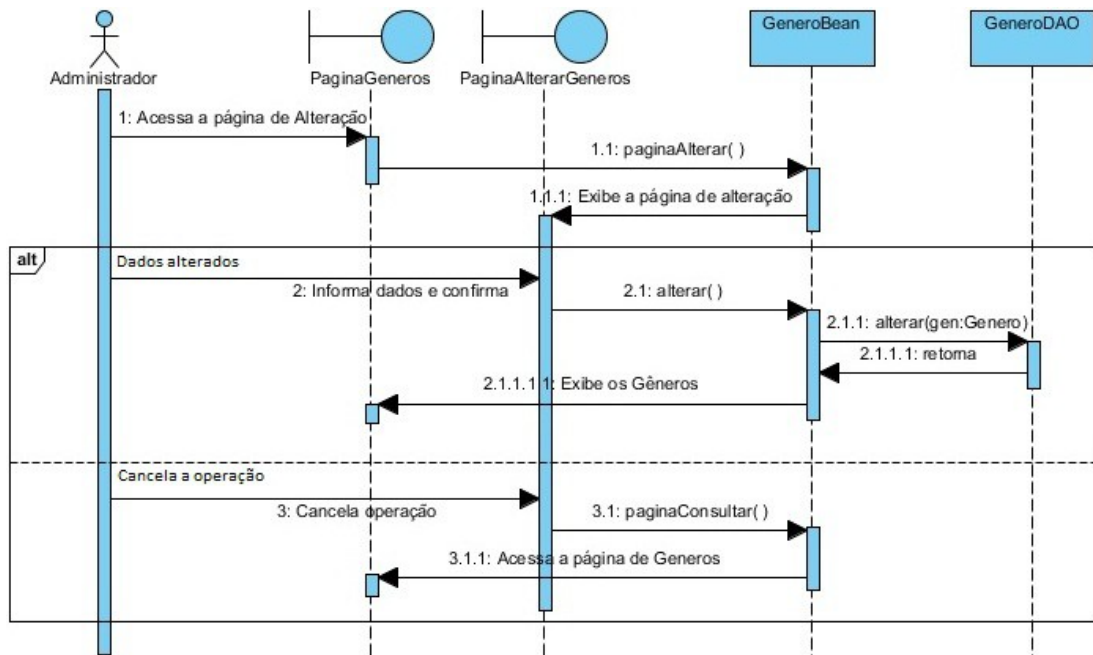 GeneroBean
GeneroDAO
Administrador
PaginaGeneros
PaginaAlterarGeneros
1: Acessa a página de Alteração
1.1: paginaAlterar( )
1.1.1: Exibe a página de alteração
alt
Dados alterados
2: Informa dados e confirma
2.1: alterar( )
2.1.1: alterar(gen:Genero)
2.1.1.1: retorna
2.1.1.1.1: Exibe os Gêneros
Cancela a operação
3: Cancela operação
3.1: paginaConsultar( )
3.1.1: Acessa a página de Generos